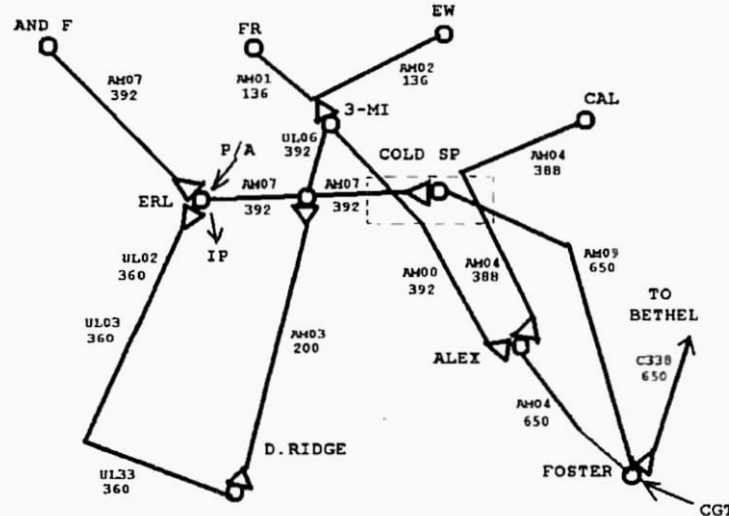 EW
AND F
FR
AM02
136
AM07
392
AM01
136
3-MI
CAL
UL06
392
P/A
COLD SP
AM04
388
AM07
392
AM07
392
ERL
IP
AM09
650
UL02
360
AM00
392
AM04
388
TO
BETHEL
UL03
360
AM03
200
ALEX
C338
650
AM04
650
D.RIDGE
UL33
360
FOSTER
CGT